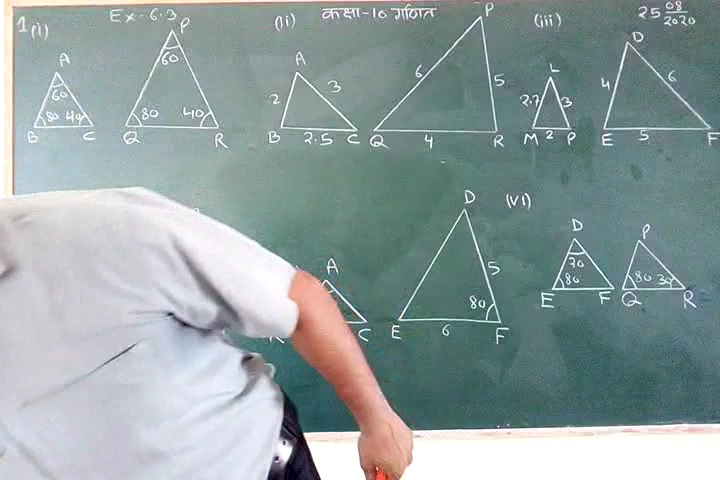 Ex-6.3 कक्षा-10 गणित 25 08/2020
1(i) (ii) (iii)
A 60 B 80 40 C
P 60 Q 80 40 R
A 2 3 B 2.5 C
P 6 5 Q 4 R
L 2.7 3 M 2 P
D 4 6 E 5 F
(VI)
A C
D 5 80 E 6 F
D 70 80 E F
P Q 80 30 R